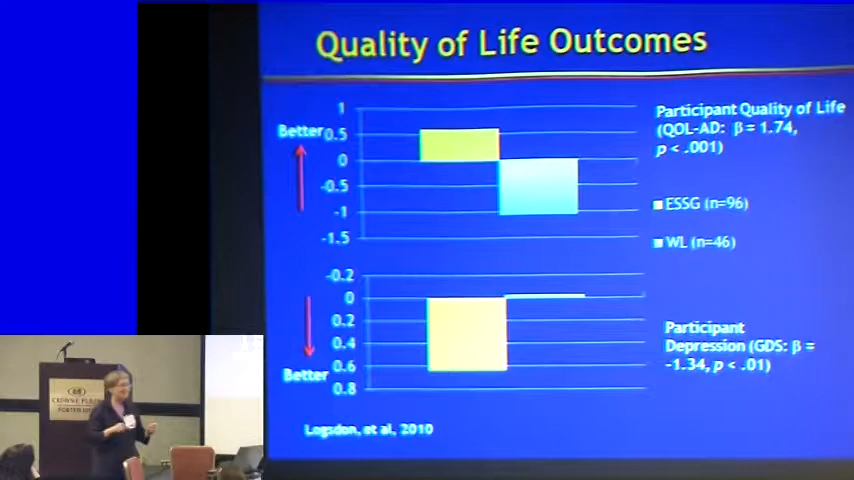 Quality of Life Outcomes
1
Better
0.5
0
-0.5
-1
-1.5
Participant Quality of Life
(QOL-AD: β = 1.74,
p < .001)
ESSG (n=96)
WL (n=46)
-0.2
0
0.2
0.4
0.6
0.8
Better
Participant
Depression (GDS: β =
-1.34, p < .01)
Logsdon, et al, 2010